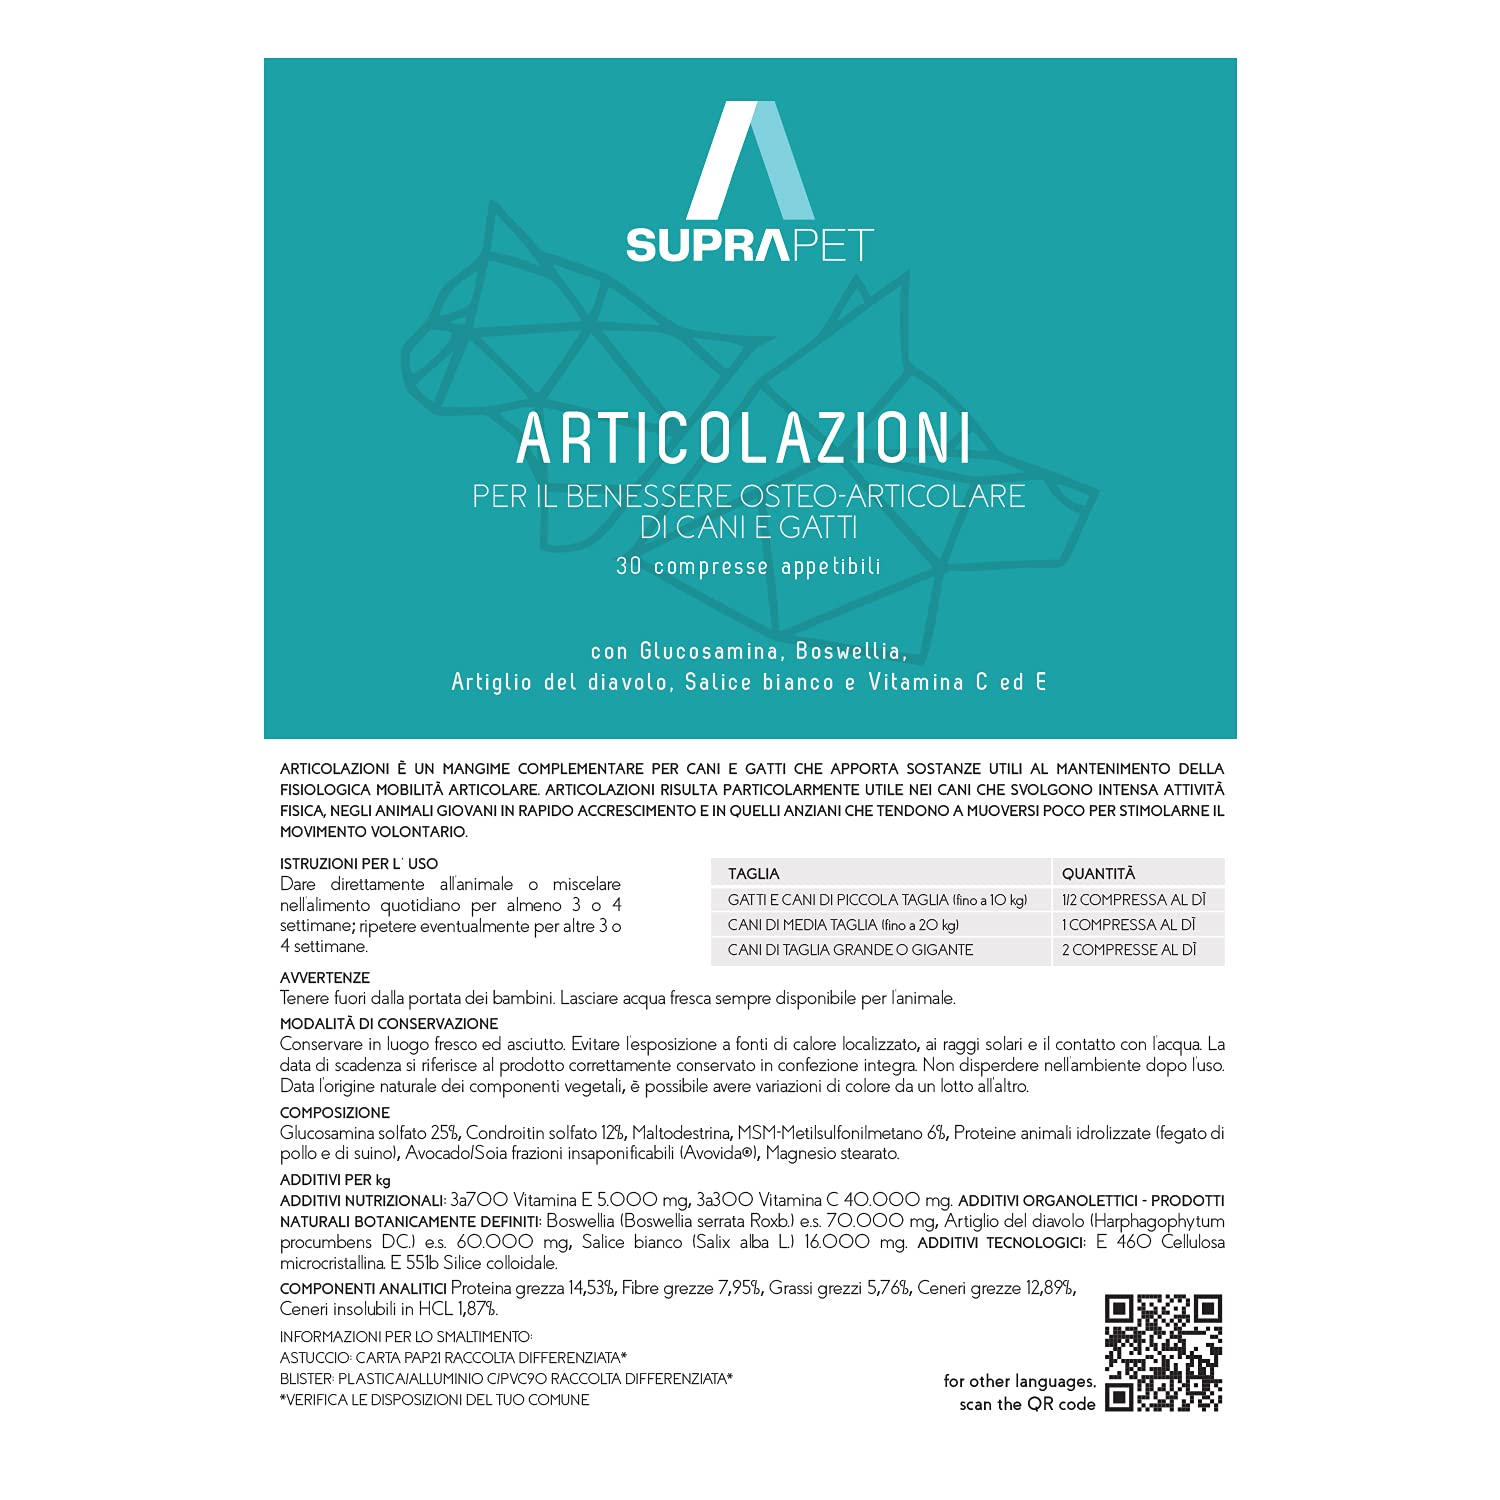 SUPRAPET
ARTICOLAZIONI
PER IL BENESSERE OSTEO-ARTICOLARE
DI CANI E GATTI
30 compresse appetibili
con Glucosamina, Boswellia,
Artiglio del diavolo, Salice bianco e Vitamina C ed E
ARTICOLAZIONI È UN MANGIME COMPLEMENTARE PER CANI E GATTI CHE APPORTA SOSTANZE UTILI AL MANTENIMENTO DELLA
FISIOLOGICA MOBILITÀ ARTICOLARE. ARTICOLAZIONI RISULTA PARTICOLARMENTE UTILE NEI CANI CHE SVOLGONO INTENSA ATTIVITÀ
FISICA, NEGLI ANIMALI GIOVANI IN RAPIDO ACCRESCIMENTO E IN QUELLI ANZIANI CHE TENDONO A MUOVERSI POCO PER STIMOLARNE IL
MOVIMENTO VOLONTARIO.
ISTRUZIONI PER L' USO
Dare direttamente all'animale o miscelare
nell'alimento quotidiano per almeno 3 o 4
settimane; ripetere eventualmente per altre 3 o
4 settimane.
TAGLIA QUANTITÀ
GATTI E CANI DI PICCOLA TAGLIA (fino a 10 kg) 1/2 COMPRESSA AL DÌ
CANI DI MEDIA TAGLIA (fino a 20 kg) 1 COMPRESSA AL DÌ
CANI DI TAGLIA GRANDE O GIGANTE 2 COMPRESSE AL DÌ
AVVERTENZE
Tenere fuori dalla portata dei bambini. Lasciare acqua fresca sempre disponibile per l'animale.
MODALITÀ DI CONSERVAZIONE
Conservare in luogo fresco ed asciutto. Evitare l'esposizione a fonti di calore localizzato, ai raggi solari e il contatto con l'acqua. La
data di scadenza si riferisce al prodotto correttamente conservato in confezione integra. Non disperdere nell'ambiente dopo l'uso.
Data l'origine naturale dei componenti vegetali, è possibile avere variazioni di colore da un lotto all'altro.
COMPOSIZIONE
Glucosamina solfato 25%, Condroitin solfato 12%, Maltodestrina, MSM-Metilsulfonilmetano 6%, Proteine animali idrolizzate (fegato di
pollo e di suino), Avocado/Soia frazioni insaponificabili (Avovida®), Magnesio stearato.
ADDITIVI PER kg
ADDITIVI NUTRIZIONALI: 3a700 Vitamina E 5.000 mg, 3a300 Vitamina C 40.000 mg. ADDITIVI ORGANOLETTICI - PRODOTTI
NATURALI BOTANICAMENTE DEFINITI: Boswellia (Boswellia serrata Roxb.) e.s. 70.000 mg, Artiglio del diavolo (Harphagophytum
procumbens DC.) e.s. 60.000 mg, Salice bianco (Salix alba L.) 16.000 mg. ADDITIVI TECNOLOGICI: E 460 Cellulosa
microcristallina. E 551b Silice colloidale.
COMPONENTI ANALITICI Proteina grezza 14,53%, Fibre grezze 7,95%, Grassi grezzi 5,76%, Ceneri grezze 12,89%,
Ceneri insolubili in HCL 1,87%.
INFORMAZIONI PER LO SMALTIMENTO:
ASTUCCIO: CARTA PAP21 RACCOLTA DIFFERENZIATA*
BLISTER: PLASTICA/ALLUMINIO C/PVC90 RACCOLTA DIFFERENZIATA*
*VERIFICA LE DISPOSIZIONI DEL TUO COMUNE
for other languages,
scan the QR code